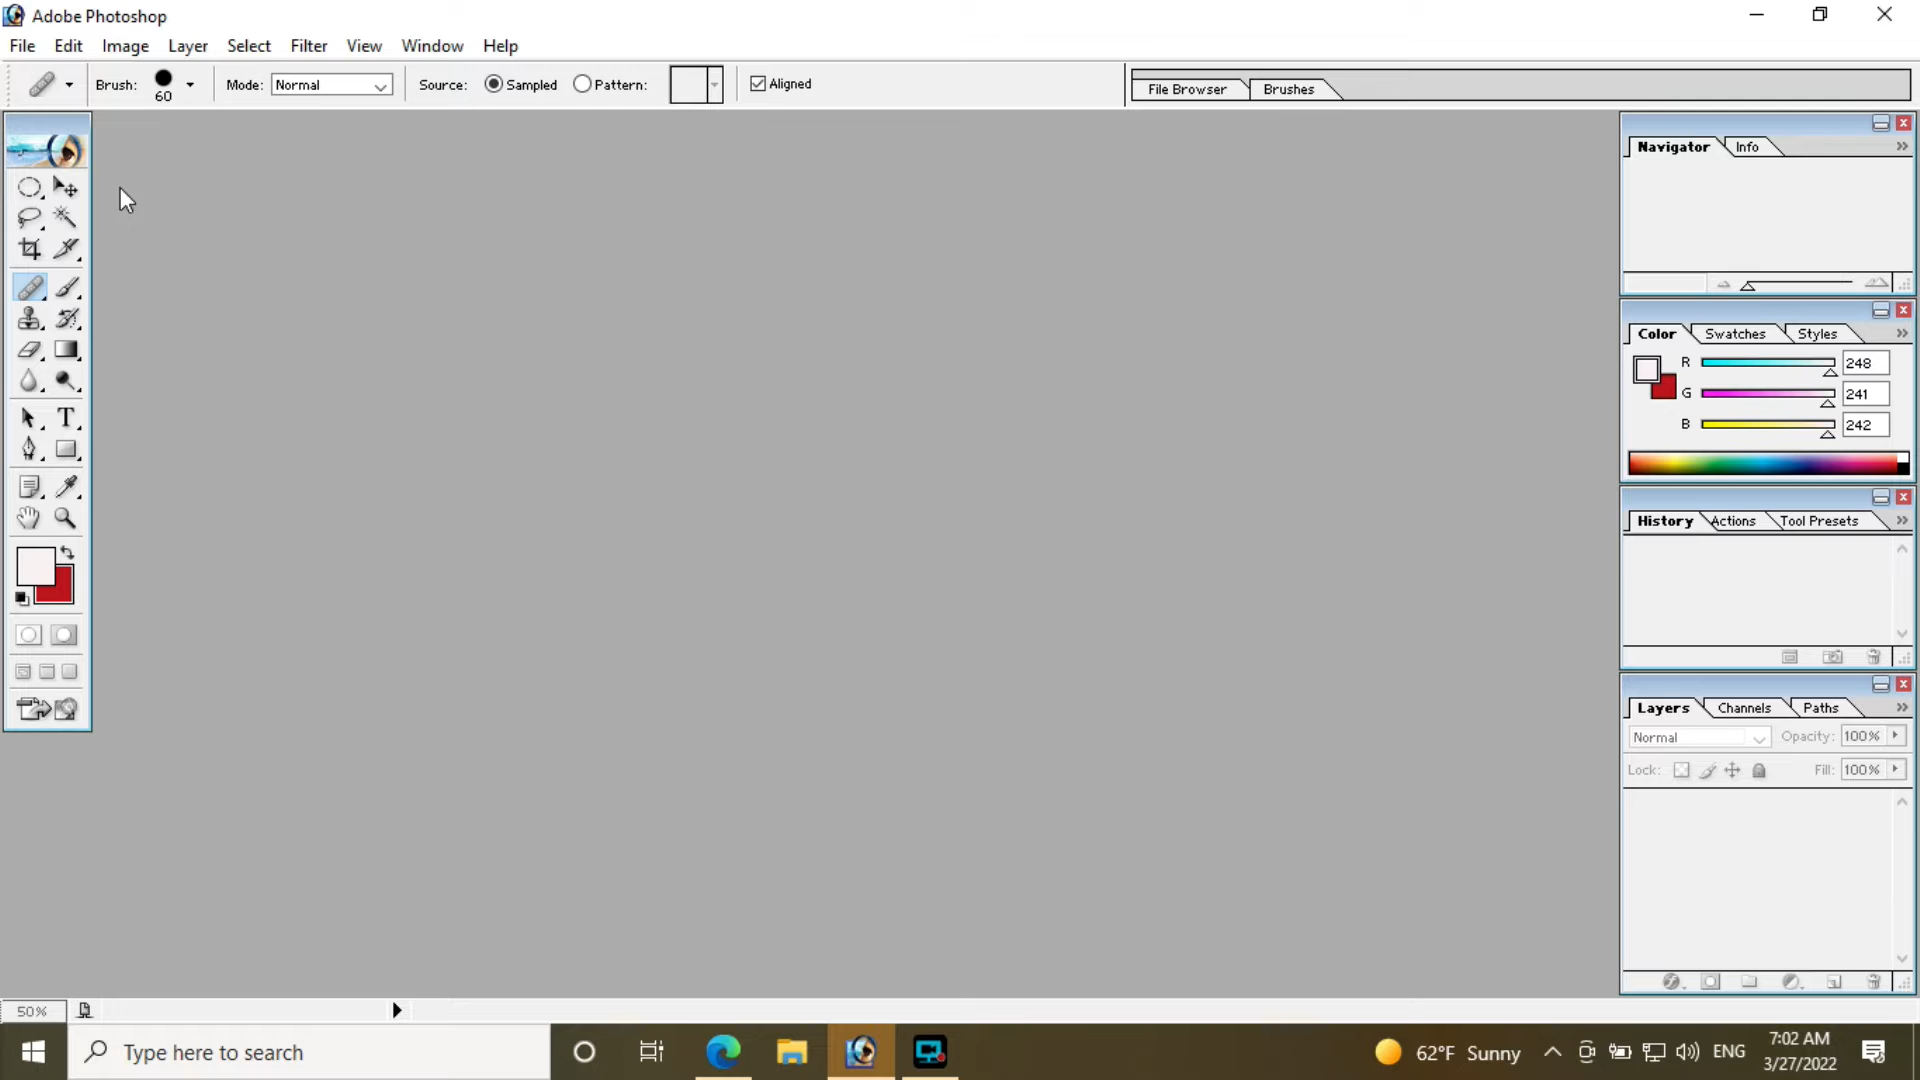 Adobe Photoshop
File Edit Image Layer Select Filter View Window Help
Brush: 60 Mode: Normal Source: Sampled Pattern: Aligned
File Browser Brushes
Navigator Info
Color Swatches Styles
R 248
G 241
B 242
History Actions Tool Presets
Layers Channels Paths
Normal Opacity: 100%
Lock: Fill: 100%
50%
Type here to search
62°F Sunny ENG
7:02 AM
3/27/2022